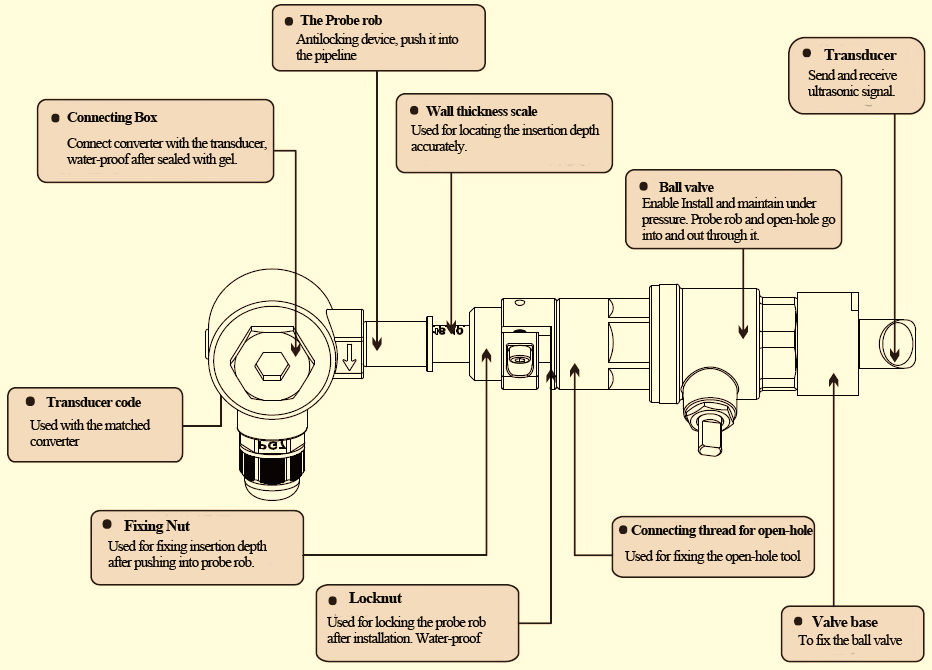 The Probe rob
Antilocking device, push it into
the pipeline
Transducer
Send and receive
ultrasonic signal.
Connecting Box
Connect converter with the transducer,
water-proof after sealed with gel.
Wall thickness scale
Used for locating the insertion depth
accurately.
Ball valve
Enable Install and maintain under
pressure. Probe rob and open-hole go
into and out through it.
Transducer code
Used with the matched
converter
PG7
Fixing Nut
Used for fixing insertion depth
after pushing into probe rob.
Connecting thread for open-hole
Used for fixing the open-hole tool
Locknut
Used for locking the probe rob
after installation. Water-proof
Valve base
To fix the ball valve